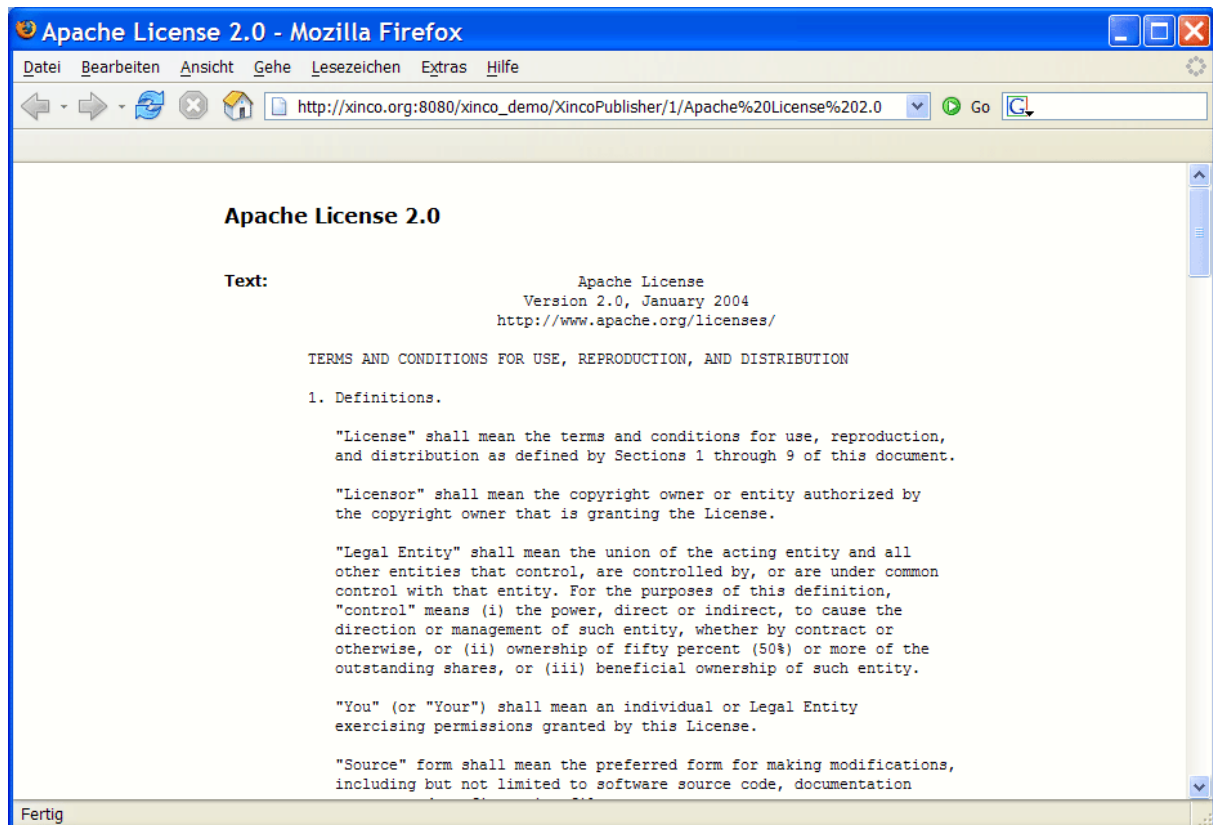 Apache License 2.0 - Mozilla Firefox
Datei Bearbeiten Ansicht Gehe Lesezeichen Extras Hilfe
http://xinco.org:8080/xinco_demo/XincoPublisher/1/Apache%20License%202.0 Go G
Apache License 2.0
Text: Apache License
Version 2.0, January 2004
http://www.apache.org/licenses/
TERMS AND CONDITIONS FOR USE, REPRODUCTION, AND DISTRIBUTION
1. Definitions.
"License" shall mean the terms and conditions for use, reproduction,
and distribution as defined by Sections 1 through 9 of this document.
"Licensor" shall mean the copyright owner or entity authorized by
the copyright owner that is granting the License.
"Legal Entity" shall mean the union of the acting entity and all
other entities that control, are controlled by, or are under common
control with that entity. For the purposes of this definition,
"control" means (i) the power, direct or indirect, to cause the
direction or management of such entity, whether by contract or
otherwise, or (ii) ownership of fifty percent (50%) or more of the
outstanding shares, or (iii) beneficial ownership of such entity.
"You" (or "Your") shall mean an individual or Legal Entity
exercising permissions granted by this License.
"Source" form shall mean the preferred form for making modifications,
including but not limited to software source code, documentation
Fertig